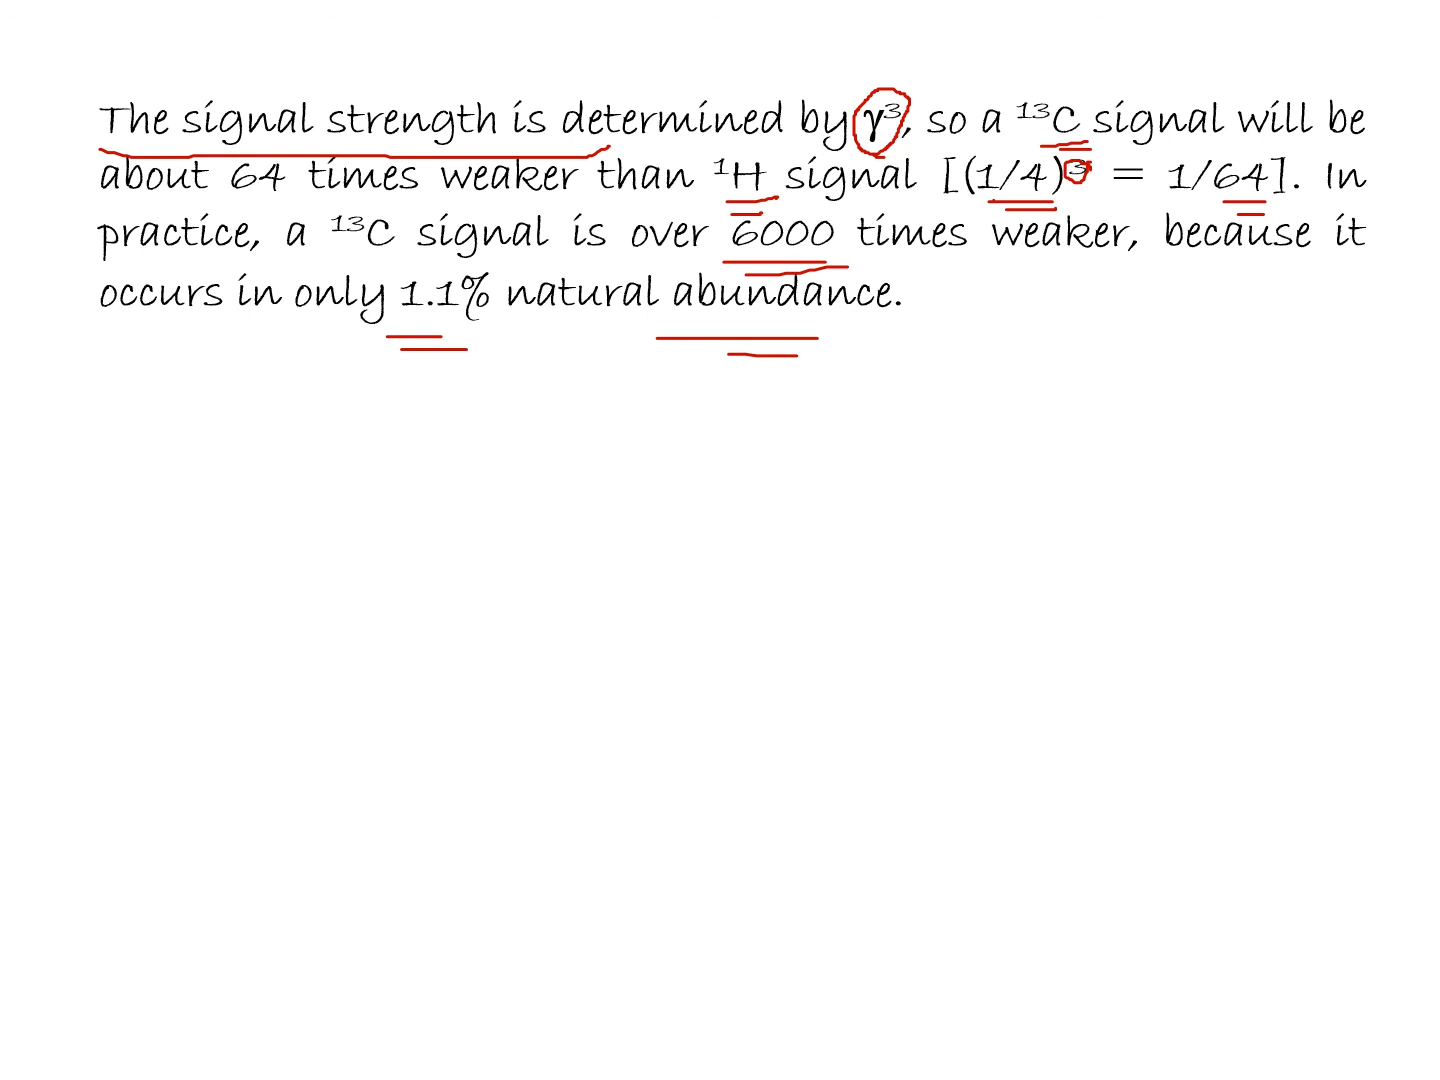 The signal strength is determined by γ³, so a ¹³C signal will be
about 64 times weaker than ¹H signal [(1/4)³ = 1/64]. In
practice, a ¹³C signal is over 6000 times weaker, because it
occurs in only 1.1% natural abundance.